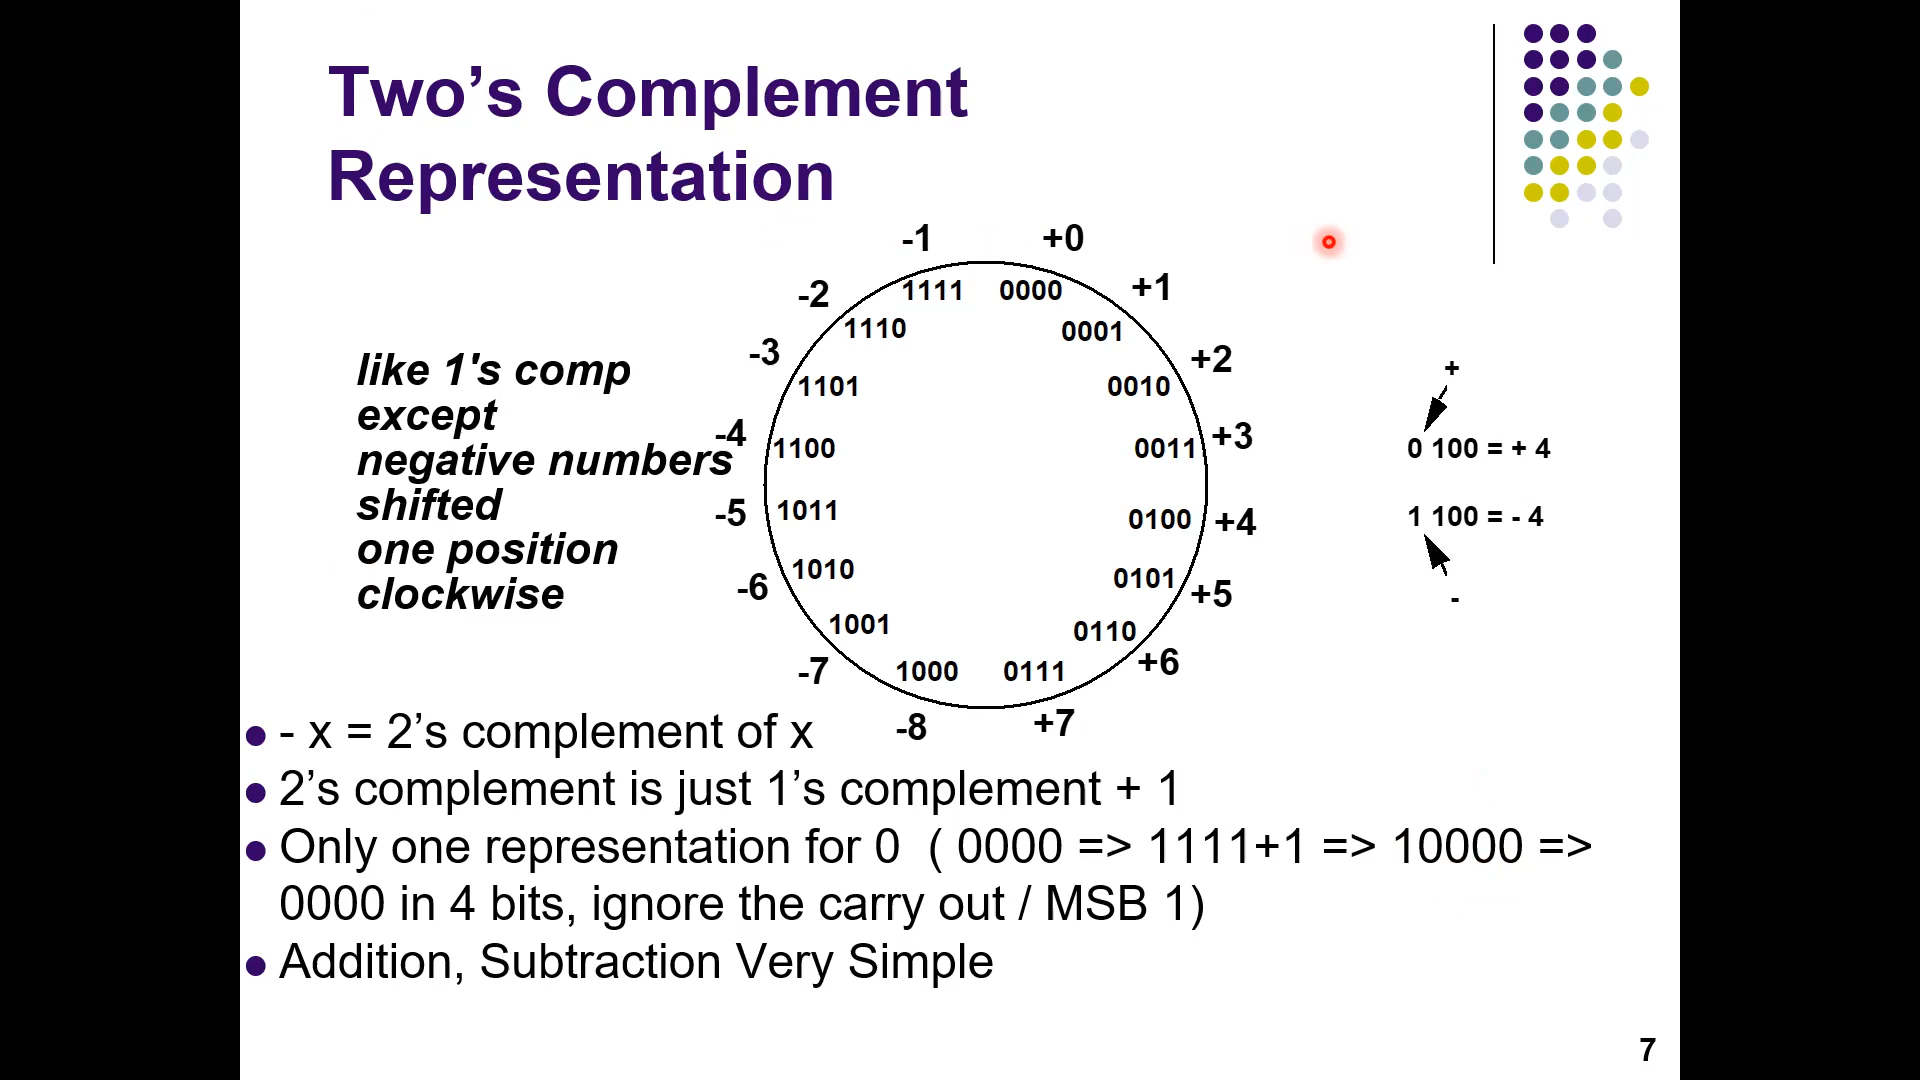 Two’s Complement
Representation
-1
+0
-2
1111
0000
+1
1110
0001
-3
+2
like 1's comp
except
negative numbers
shifted
one position
clockwise
1101
0010
-4
1100
0011
+3
-5
1011
0100
+4
-6
1010
0101
+5
1001
0110
-7
1000
0111
+6
-8
+7
+
0 100 = + 4
1 100 = - 4
-
- x = 2’s complement of x
2’s complement is just 1’s complement + 1
Only one representation for 0 ( 0000 => 1111+1 => 10000 =>
0000 in 4 bits, ignore the carry out / MSB 1)
Addition, Subtraction Very Simple
7